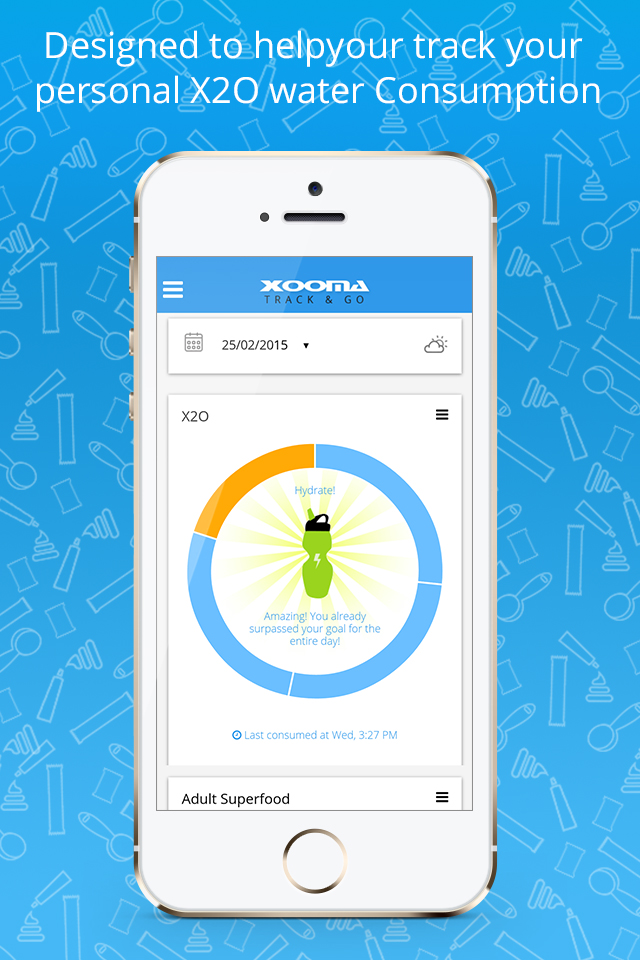 Designed to helpyour track your
personal X2O water Consumption
XOOMA
TRACK & GO
25/02/2015
X2O
Hydrate!
Amazing! You already
surpassed your goal for the
entire day!
Last consumed at Wed, 3:27 PM
Adult Superfood